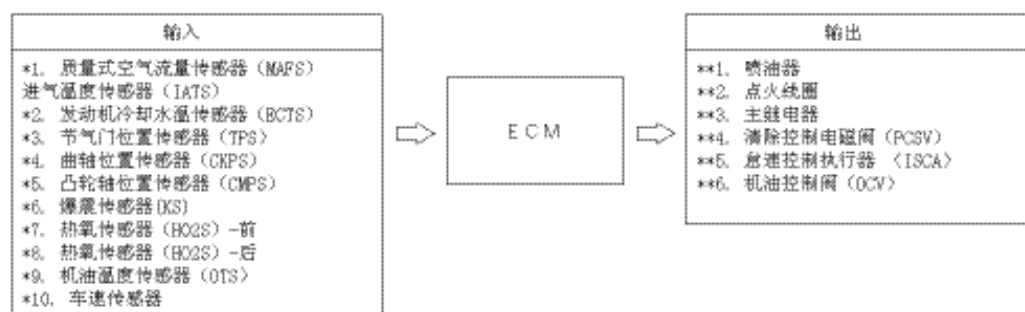 输入
*1. 质量式空气流量传感器（MAFS）
进气温度传感器（IATS）
*2. 发动机冷却水温传感器（ECTS）
*3. 节气门位置传感器（TPS）
*4. 曲轴位置传感器（CKPS）
*5. 凸轮轴位置传感器（CMPS）
*6. 爆震传感器(KS)
*7. 热氧传感器（HO2S）-前
*8. 热氧传感器（HO2S）-后
*9. 机油温度传感器（OTS）
*10. 车速传感器
ECM
输出
**1. 喷油器
**2. 点火线圈
**3. 主继电器
**4. 清除控制电磁阀（PCSV）
**5. 怠速控制执行器 （ISCA）
**6. 机油控制阀（OCV）